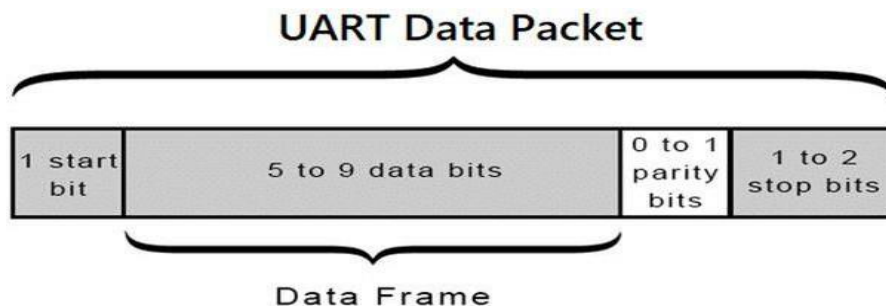 UART Data Packet
1 start
bit
5 to 9 data bits
0 to 1
parity
bits
1 to 2
stop bits
Data Frame